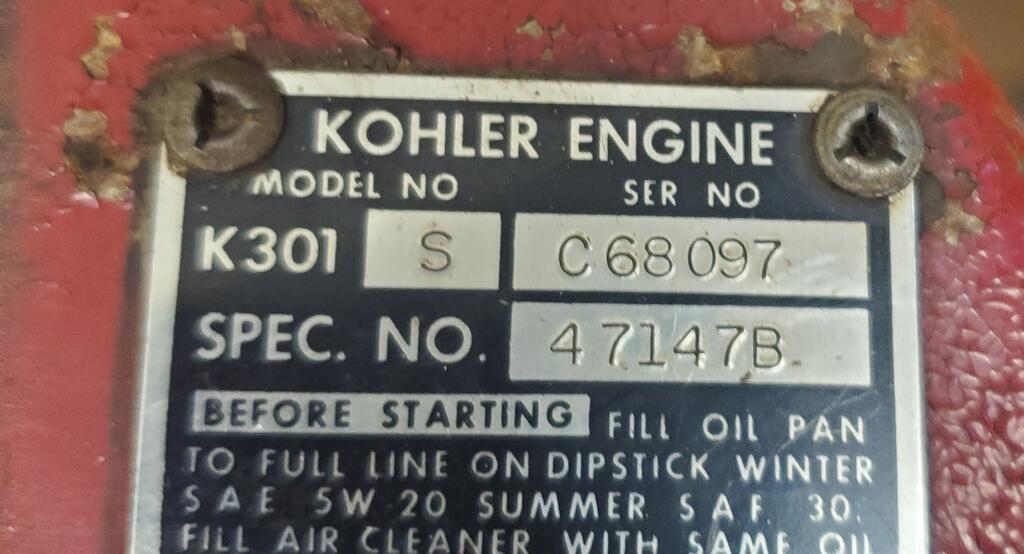 KOHLER ENGINE
MODEL NO SER NO
K301 S C68097
SPEC. NO. 47147B
BEFORE STARTING FILL OIL PAN
TO FULL LINE ON DIPSTICK WINTER
SAE 5W 20 SUMMER SAE 30.
FILL AIR CLEANER WITH SAME OIL